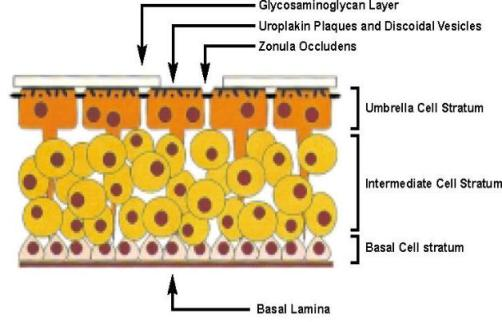 Glycosaminoglycan Layer
Uroplakin Plaques and Discoidal Vesicles
Zonula Occludens
Umbrella Cell Stratum
Intermediate Cell Stratum
Basal Cell stratum
Basal Lamina